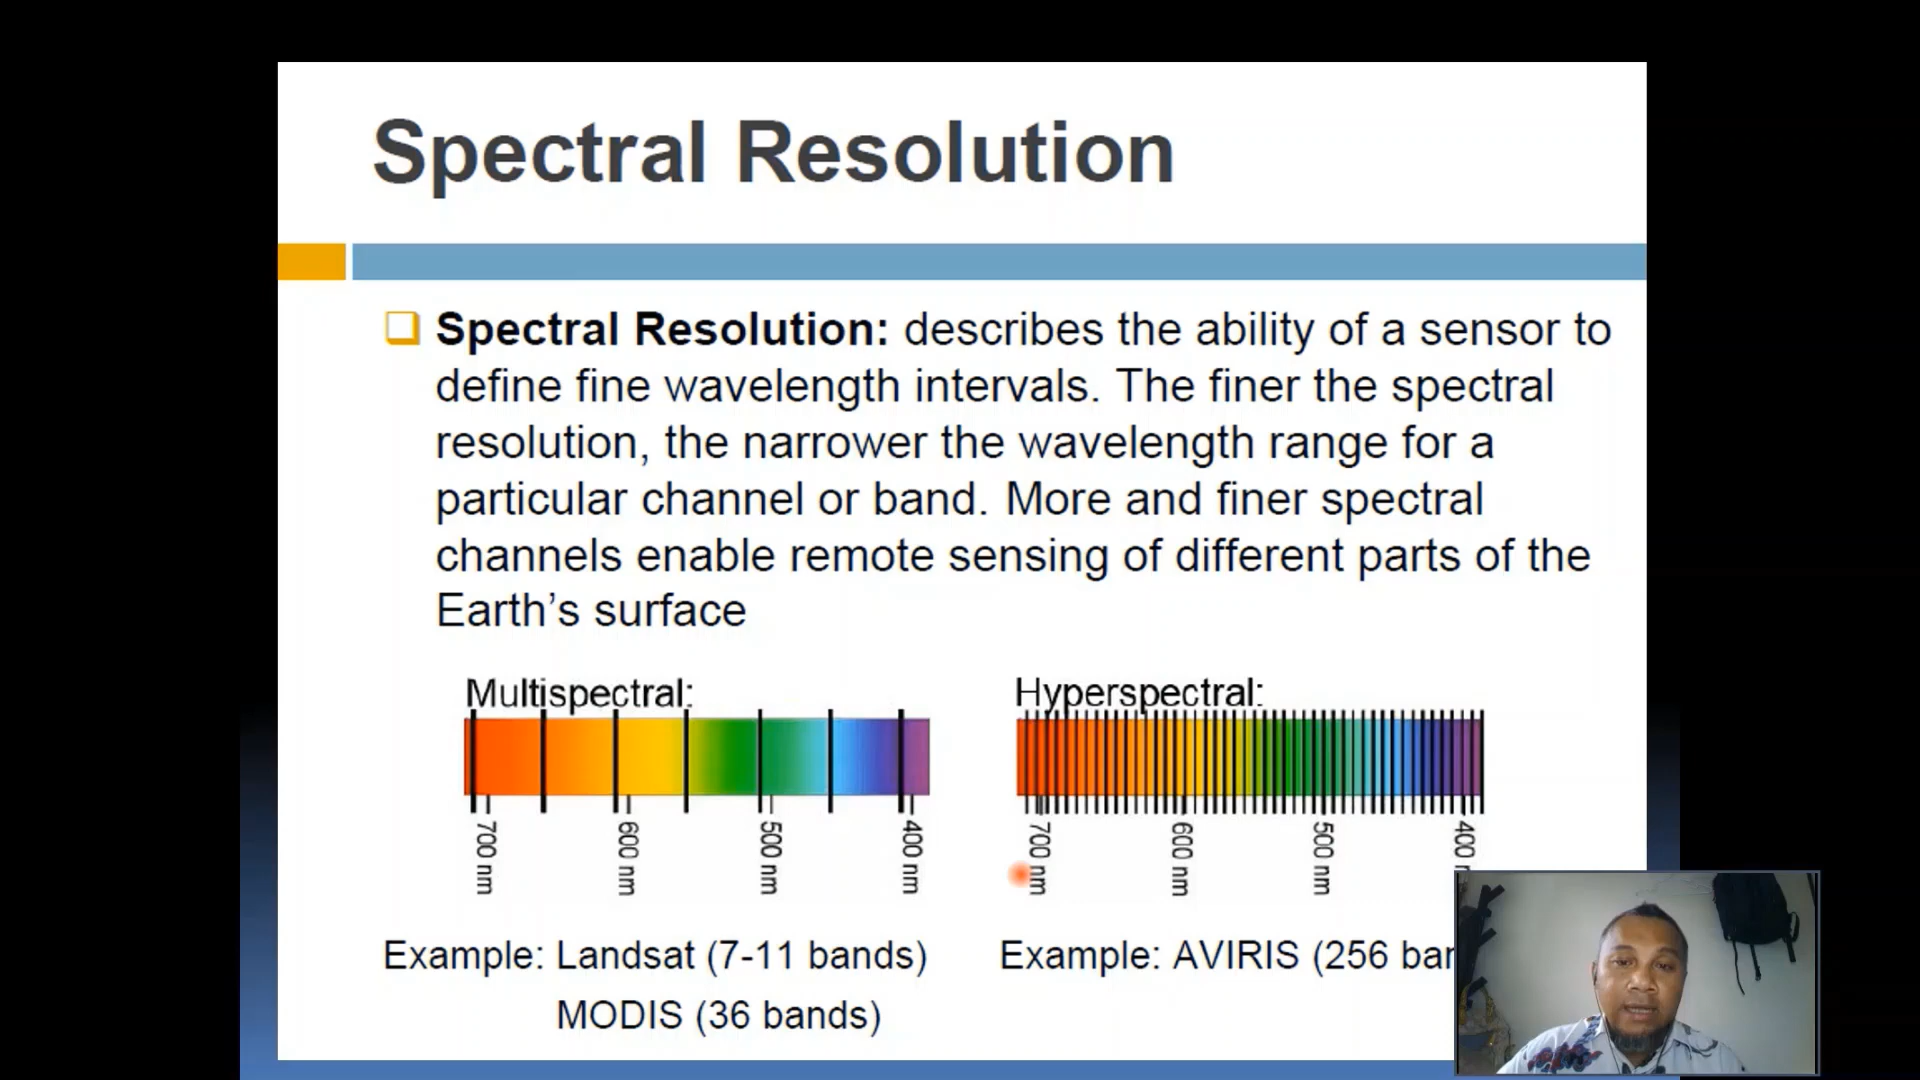 Spectral Resolution
Spectral Resolution: describes the ability of a sensor to
define fine wavelength intervals. The finer the spectral
resolution, the narrower the wavelength range for a
particular channel or band. More and finer spectral
channels enable remote sensing of different parts of the
Earth’s surface
Multispectral:
700 nm
600 nm
500 nm
400 nm
Hyperspectral:
700 nm
600 nm
500 nm
400
Example: Landsat (7-11 bands)
MODIS (36 bands)
Example: AVIRIS (256